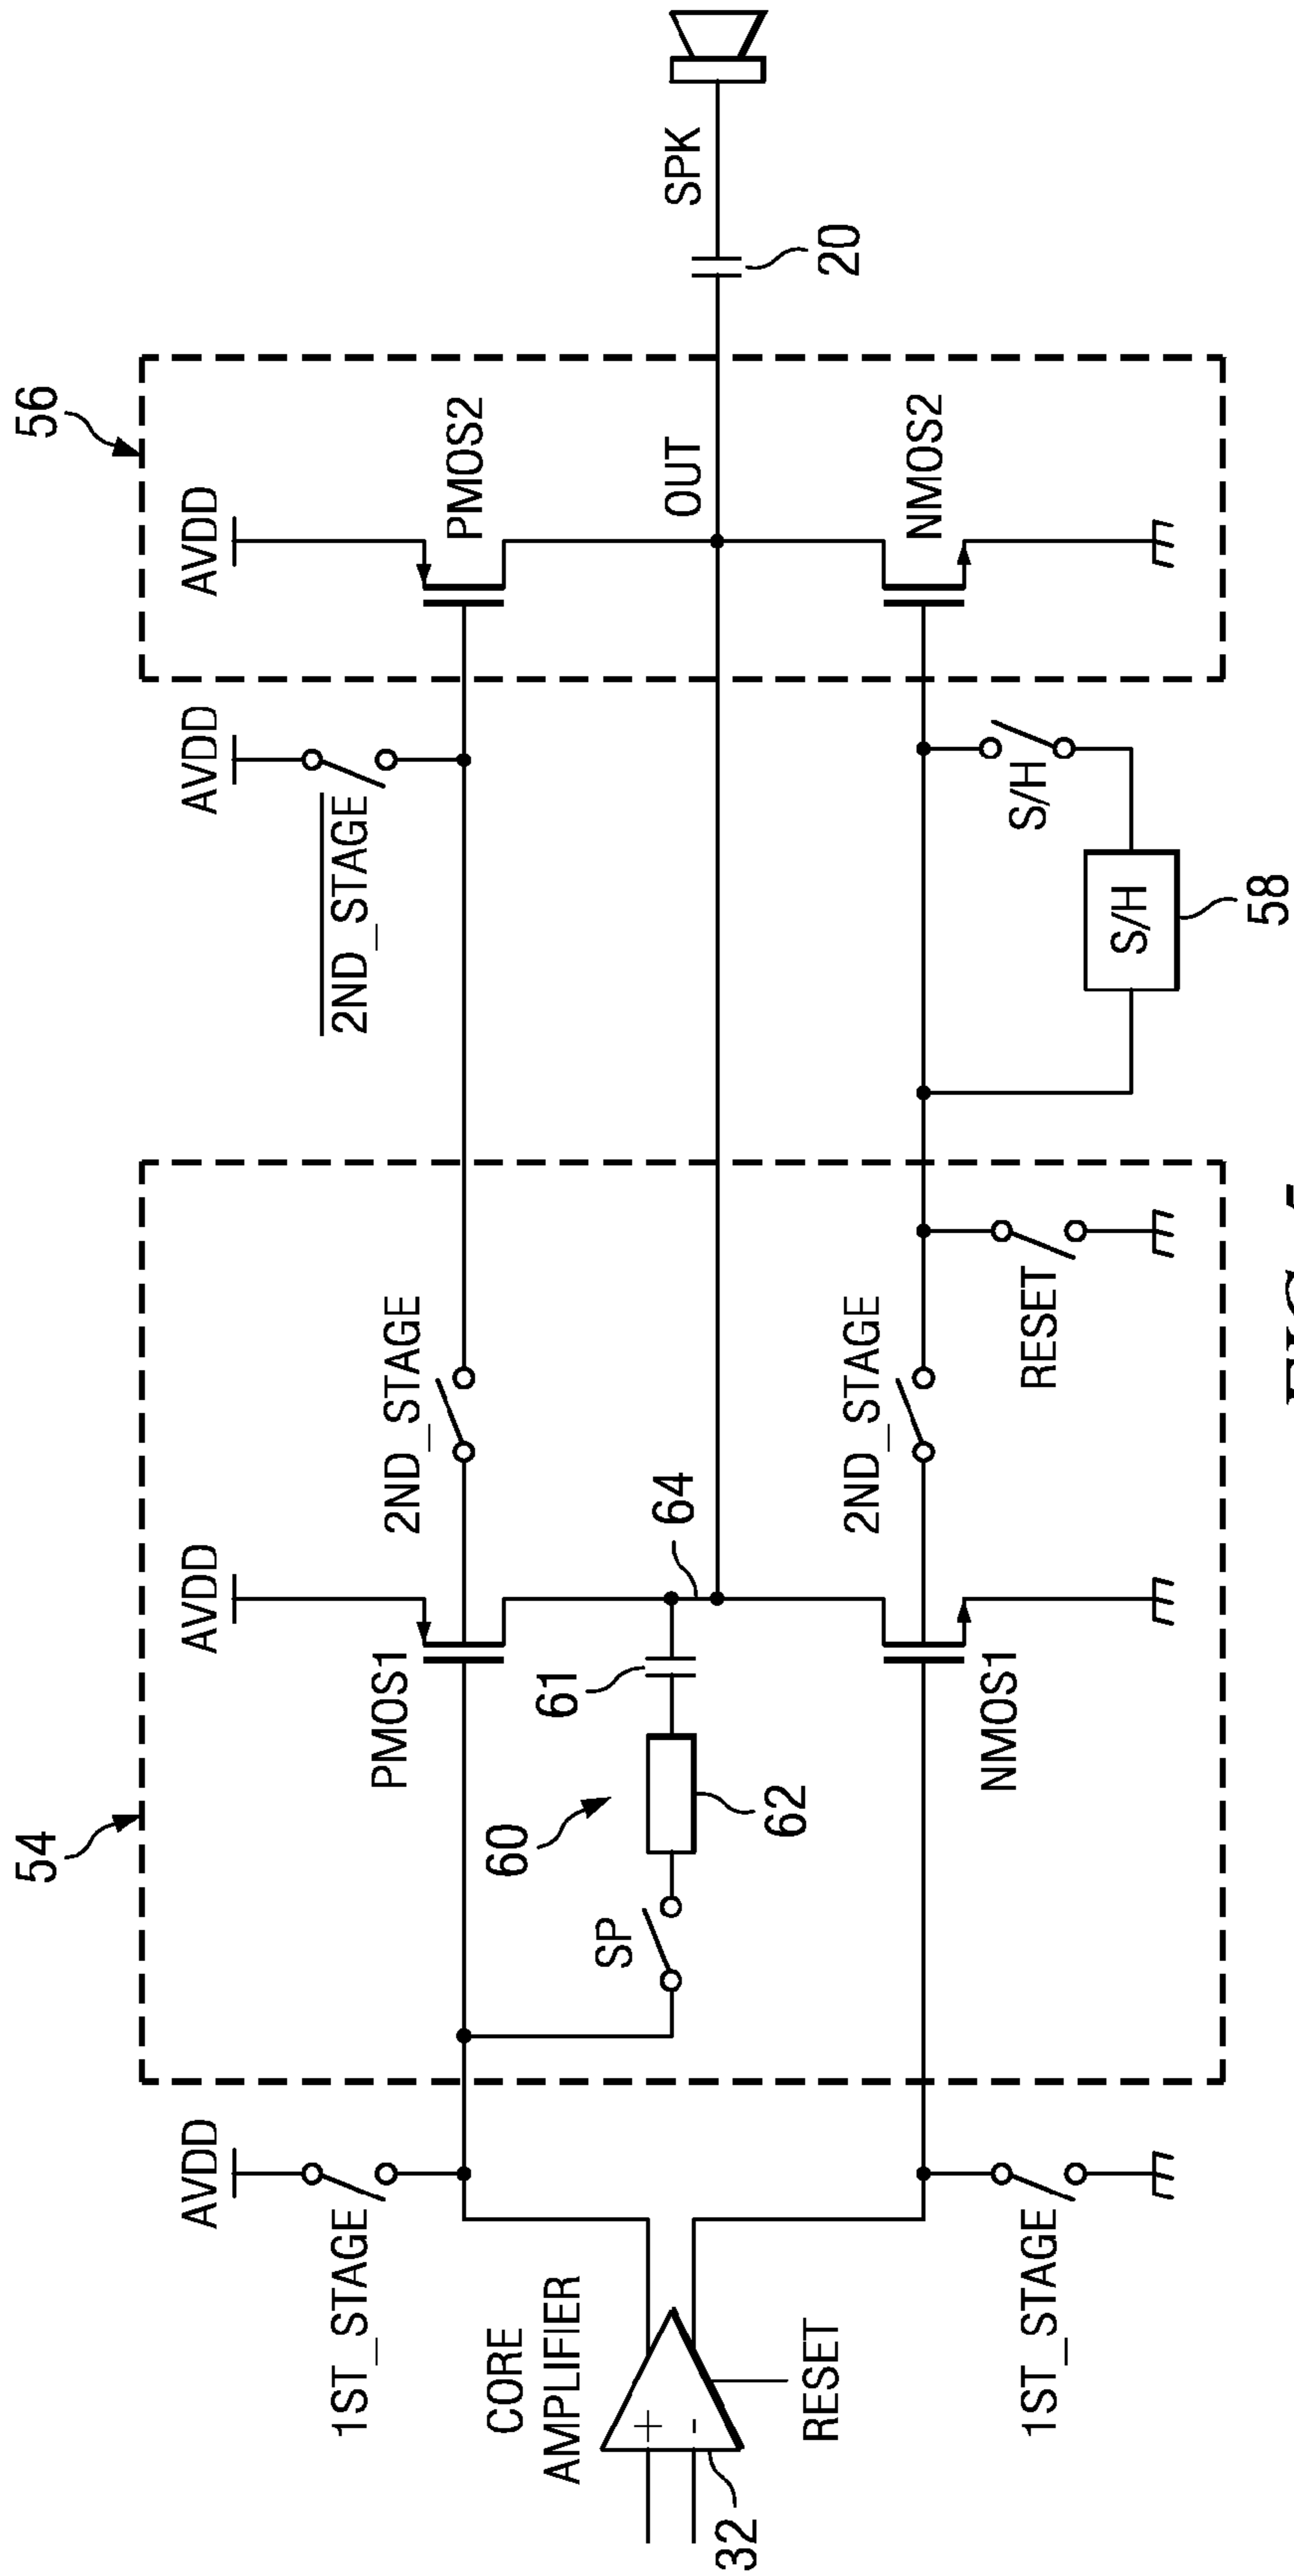 54
56
AVDD
AVDD
AVDD
AVDD
1ST_STAGE
2ND_STAGE
PMOS1
2ND_STAGE
PMOS2
CORE
AMPLIFIER
60
61
SP
64
OUT
SPK
+
-
32
62
20
RESET
2ND_STAGE
NMOS1
NMOS2
1ST_STAGE
RESET
S/H
S/H
58